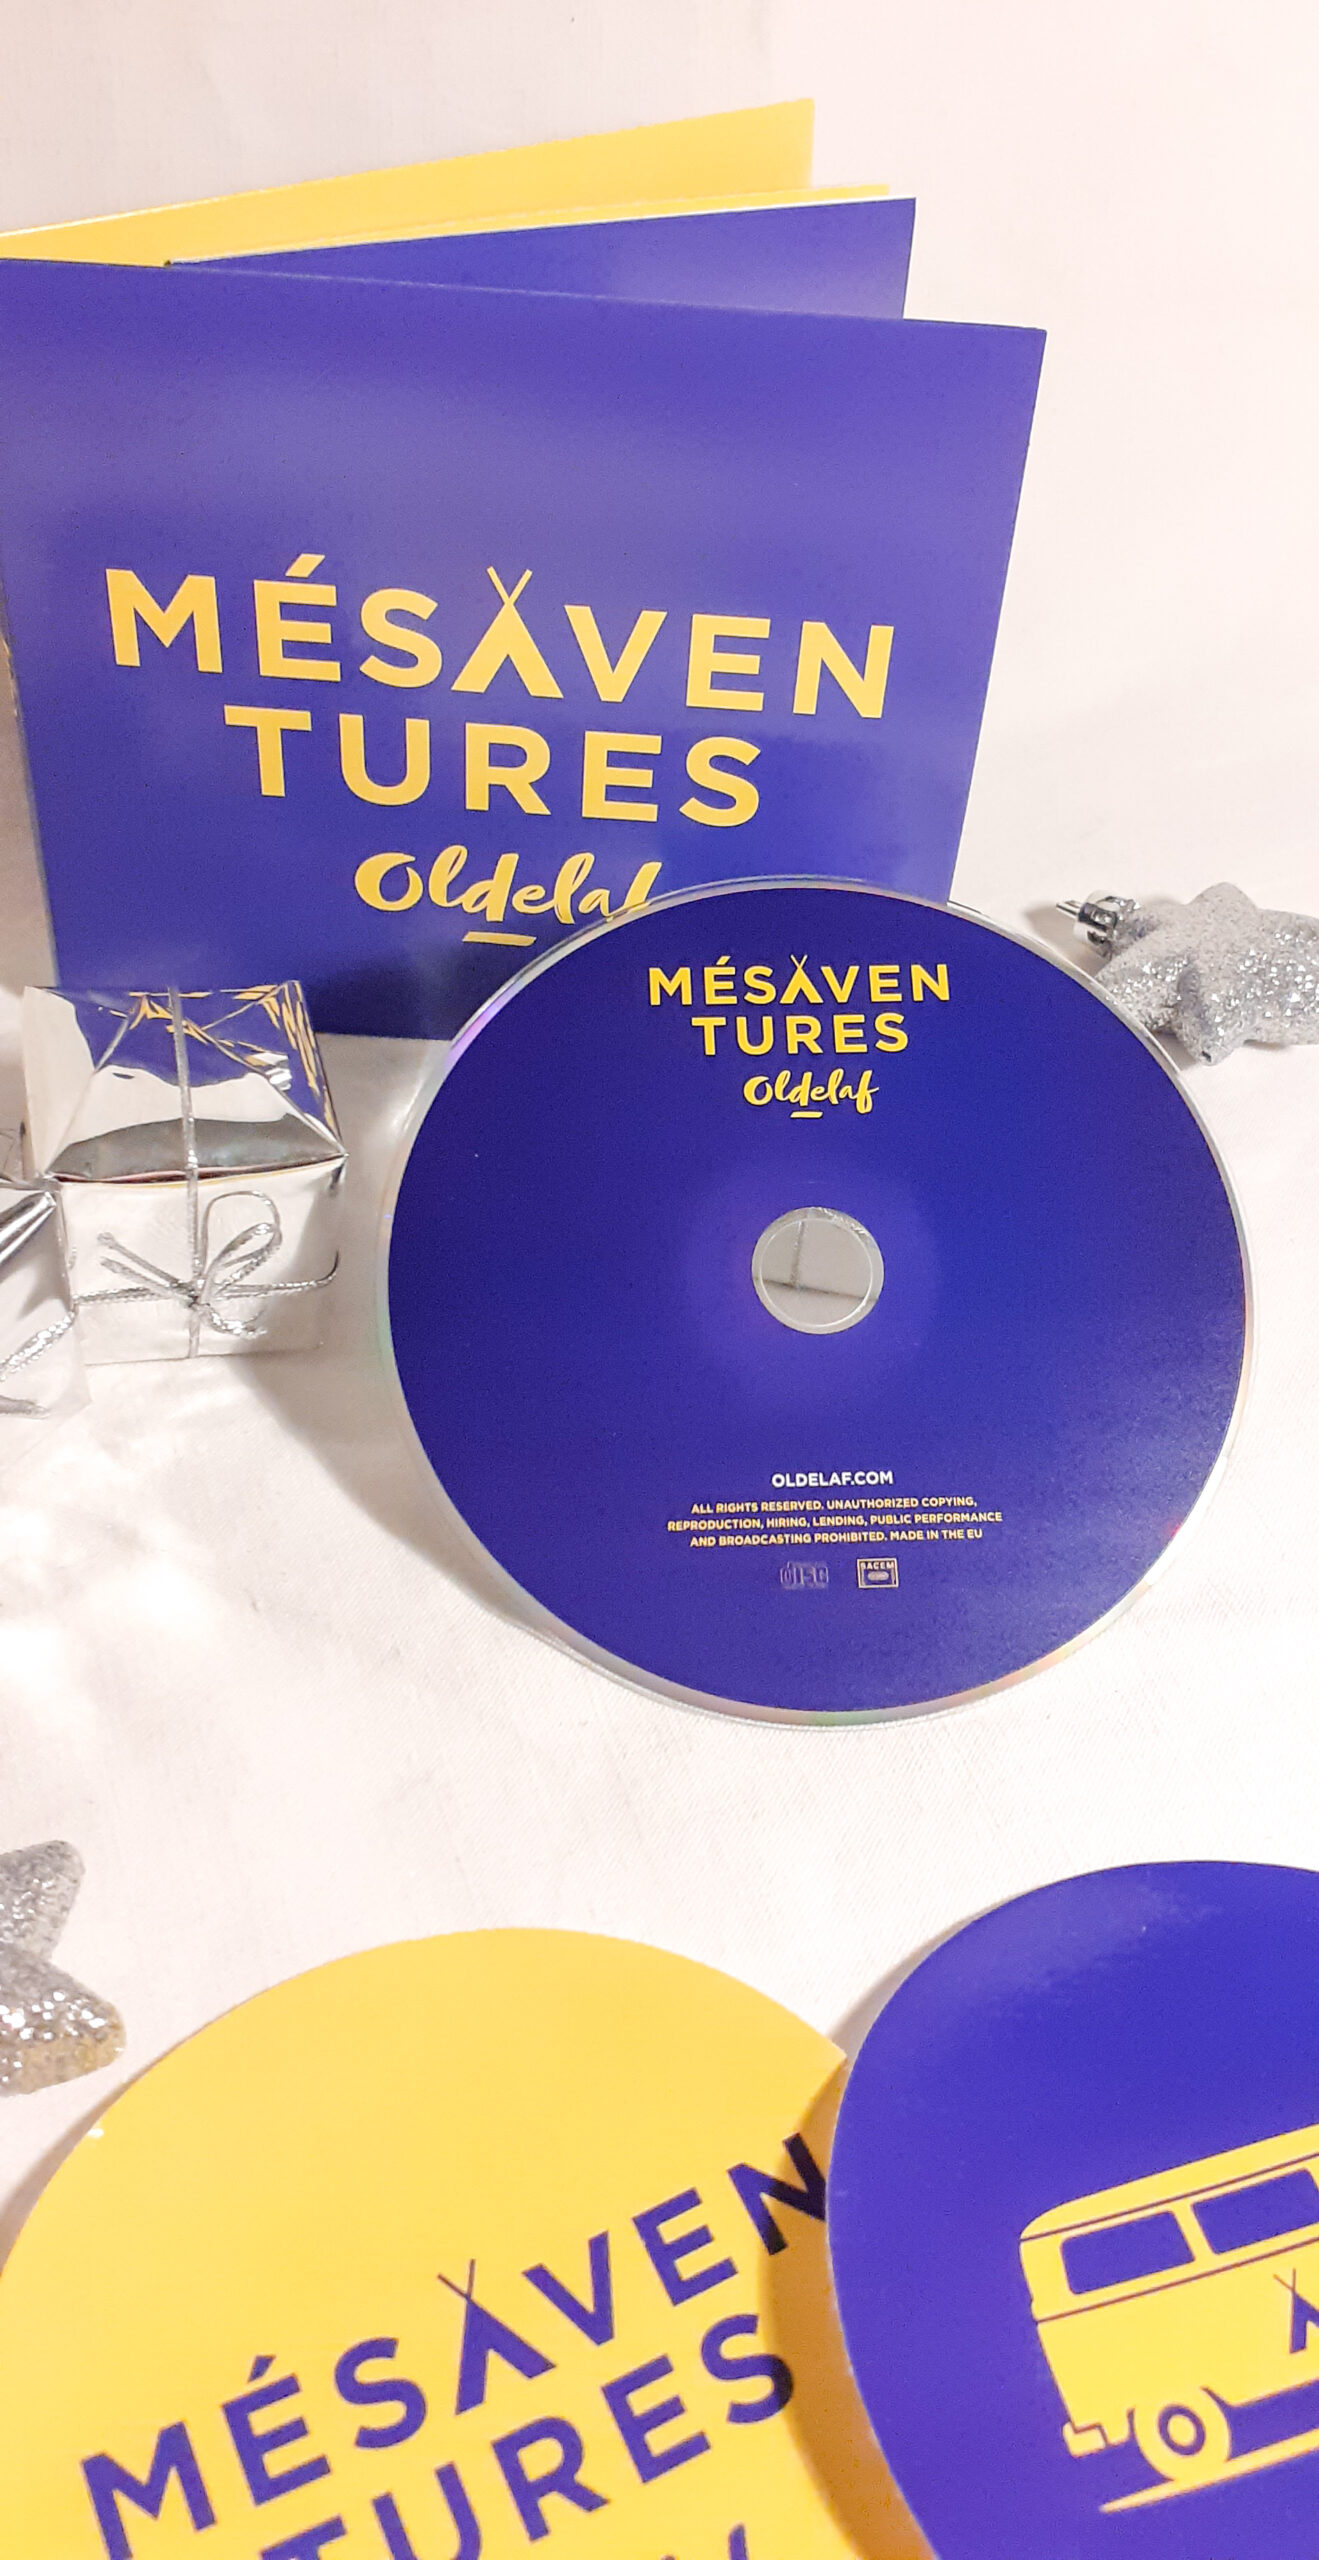 MÉSAVEN
TURES
Oldelaf
MÉSAVEN
TURES
Oldelaf
OLDELAF.COM
ALL RIGHTS RESERVED. UNAUTHORIZED COPYING,
REPRODUCTION, HIRING, LENDING, PUBLIC PERFORMANCE
AND BROADCASTING PROHIBITED. MADE IN THE EU
disc
SACEM
MÉSAVEN
TURES